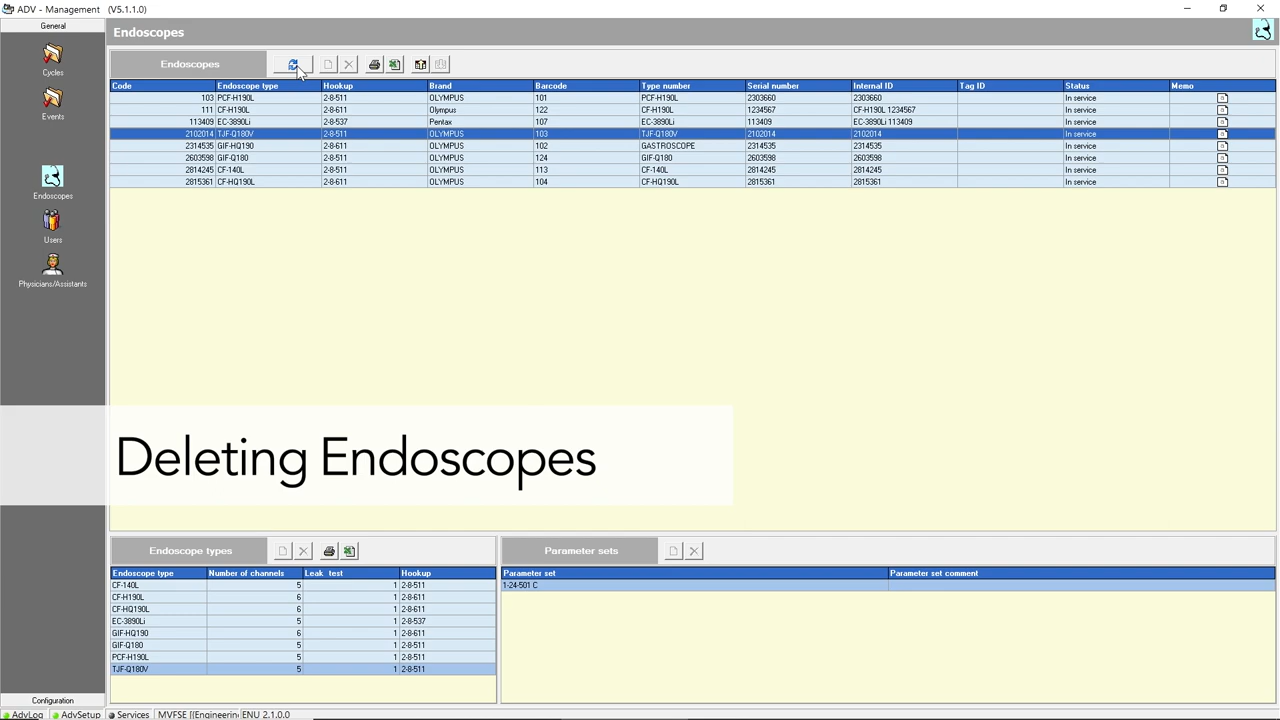 ADV - Management (V5.1.1.0)
General
Endoscopes
Cycles
Events
Endoscopes
Users
Physicians/Assistants
Configuration
Endoscopes
Code Endoscope type Hookup Brand Barcode Type number Serial number Internal ID Tag ID Status Memo
103 PCF-H190L 2-8-511 OLYMPUS 101 PCF-H190L 2303660 2303660 In service
111 CF-H190L 2-8-611 Olympus 122 CF-H190L 1234567 CF-H190L 1234567 In service
113409 EC-3890Li 2-8-537 Pentax 107 EC-3890Li 113409 EC-3890Li 113409 In service
2102014 TJF-Q180V 2-8-511 OLYMPUS 103 TJF-Q180V 2102014 2102014 In service
2314535 GIF-HQ190 2-8-611 OLYMPUS 102 GASTROSCOPE 2314535 2314535 In service
2603598 GIF-Q180 2-8-511 OLYMPUS 124 GIF-Q180 2603598 2603598 In service
2814245 CF-140L 2-8-511 OLYMPUS 113 CF-140L 2814245 2814245 In service
2815361 CF-HQ190L 2-8-611 OLYMPUS 104 CF-HQ190L 2815361 2815361 In service
Deleting Endoscopes
Endoscope types
Endoscope type Number of channels Leak test Hookup
CF-140L 5 1 2-8-511
CF-H190L 6 1 2-8-611
CF-HQ190L 6 1 2-8-611
EC-3890Li 5 1 2-8-537
GIF-HQ190 6 1 2-8-611
GIF-Q180 5 1 2-8-511
PCF-H190L 5 1 2-8-511
TJF-Q180V 5 1 2-8-511
Parameter sets
Parameter set Parameter set comment
1-24-501 C
AdvLog AdvSetup Services MVFSE [(Engineerin ENU 2.1.0.0